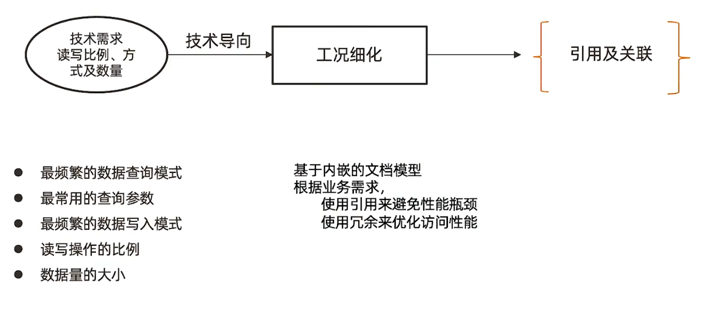 技术需求
读写比例、方
式及数量
技术导向
工况细化
引用及关联
● 最频繁的数据查询模式
● 最常用的查询参数
● 最频繁的数据写入模式
● 读写操作的比例
● 数据量的大小
基于内嵌的文档模型
根据业务需求，
使用引用来避免性能瓶颈
使用冗余来优化访问性能